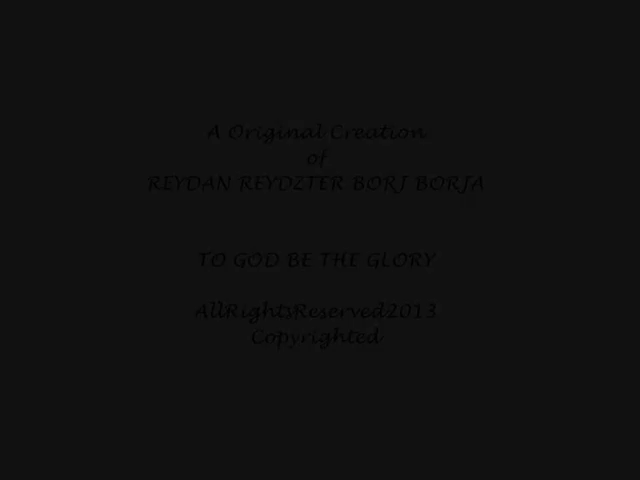 A Original Creation
of
REYDAN REYDZTER BORJ BORJA
TO GOD BE THE GLORY
AllRightsReserved2013
Copyrighted